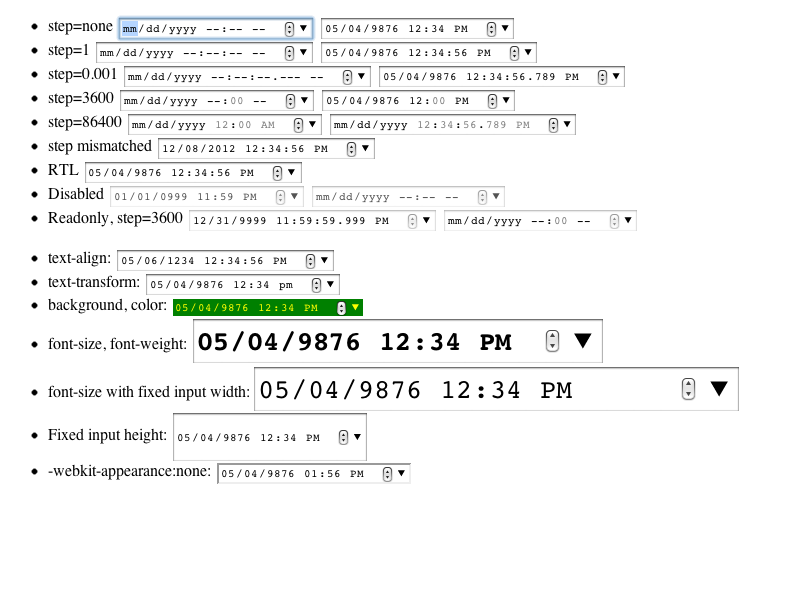 step=none mm/dd/yyyy --:-- -- 05/04/9876 12:34 PM
step=1 mm/dd/yyyy --:--:-- -- 05/04/9876 12:34:56 PM
step=0.001 mm/dd/yyyy --:--:--.--- -- 05/04/9876 12:34:56.789 PM
step=3600 mm/dd/yyyy --:00 -- 05/04/9876 12:00 PM
step=86400 mm/dd/yyyy 12:00 AM mm/dd/yyyy 12:34:56.789 PM
step mismatched 12/08/2012 12:34:56 PM
RTL 05/04/9876 12:34:56 PM
Disabled 01/01/0999 11:59 PM mm/dd/yyyy --:-- --
Readonly, step=3600 12/31/9999 11:59:59.999 PM mm/dd/yyyy --:00 --
text-align: 05/06/1234 12:34:56 PM
text-transform: 05/04/9876 12:34 pm
background, color: 05/04/9876 12:34 PM
font-size, font-weight: 05/04/9876 12:34 PM
font-size with fixed input width: 05/04/9876 12:34 PM
Fixed input height: 05/04/9876 12:34 PM
-webkit-appearance:none: 05/04/9876 01:56 PM